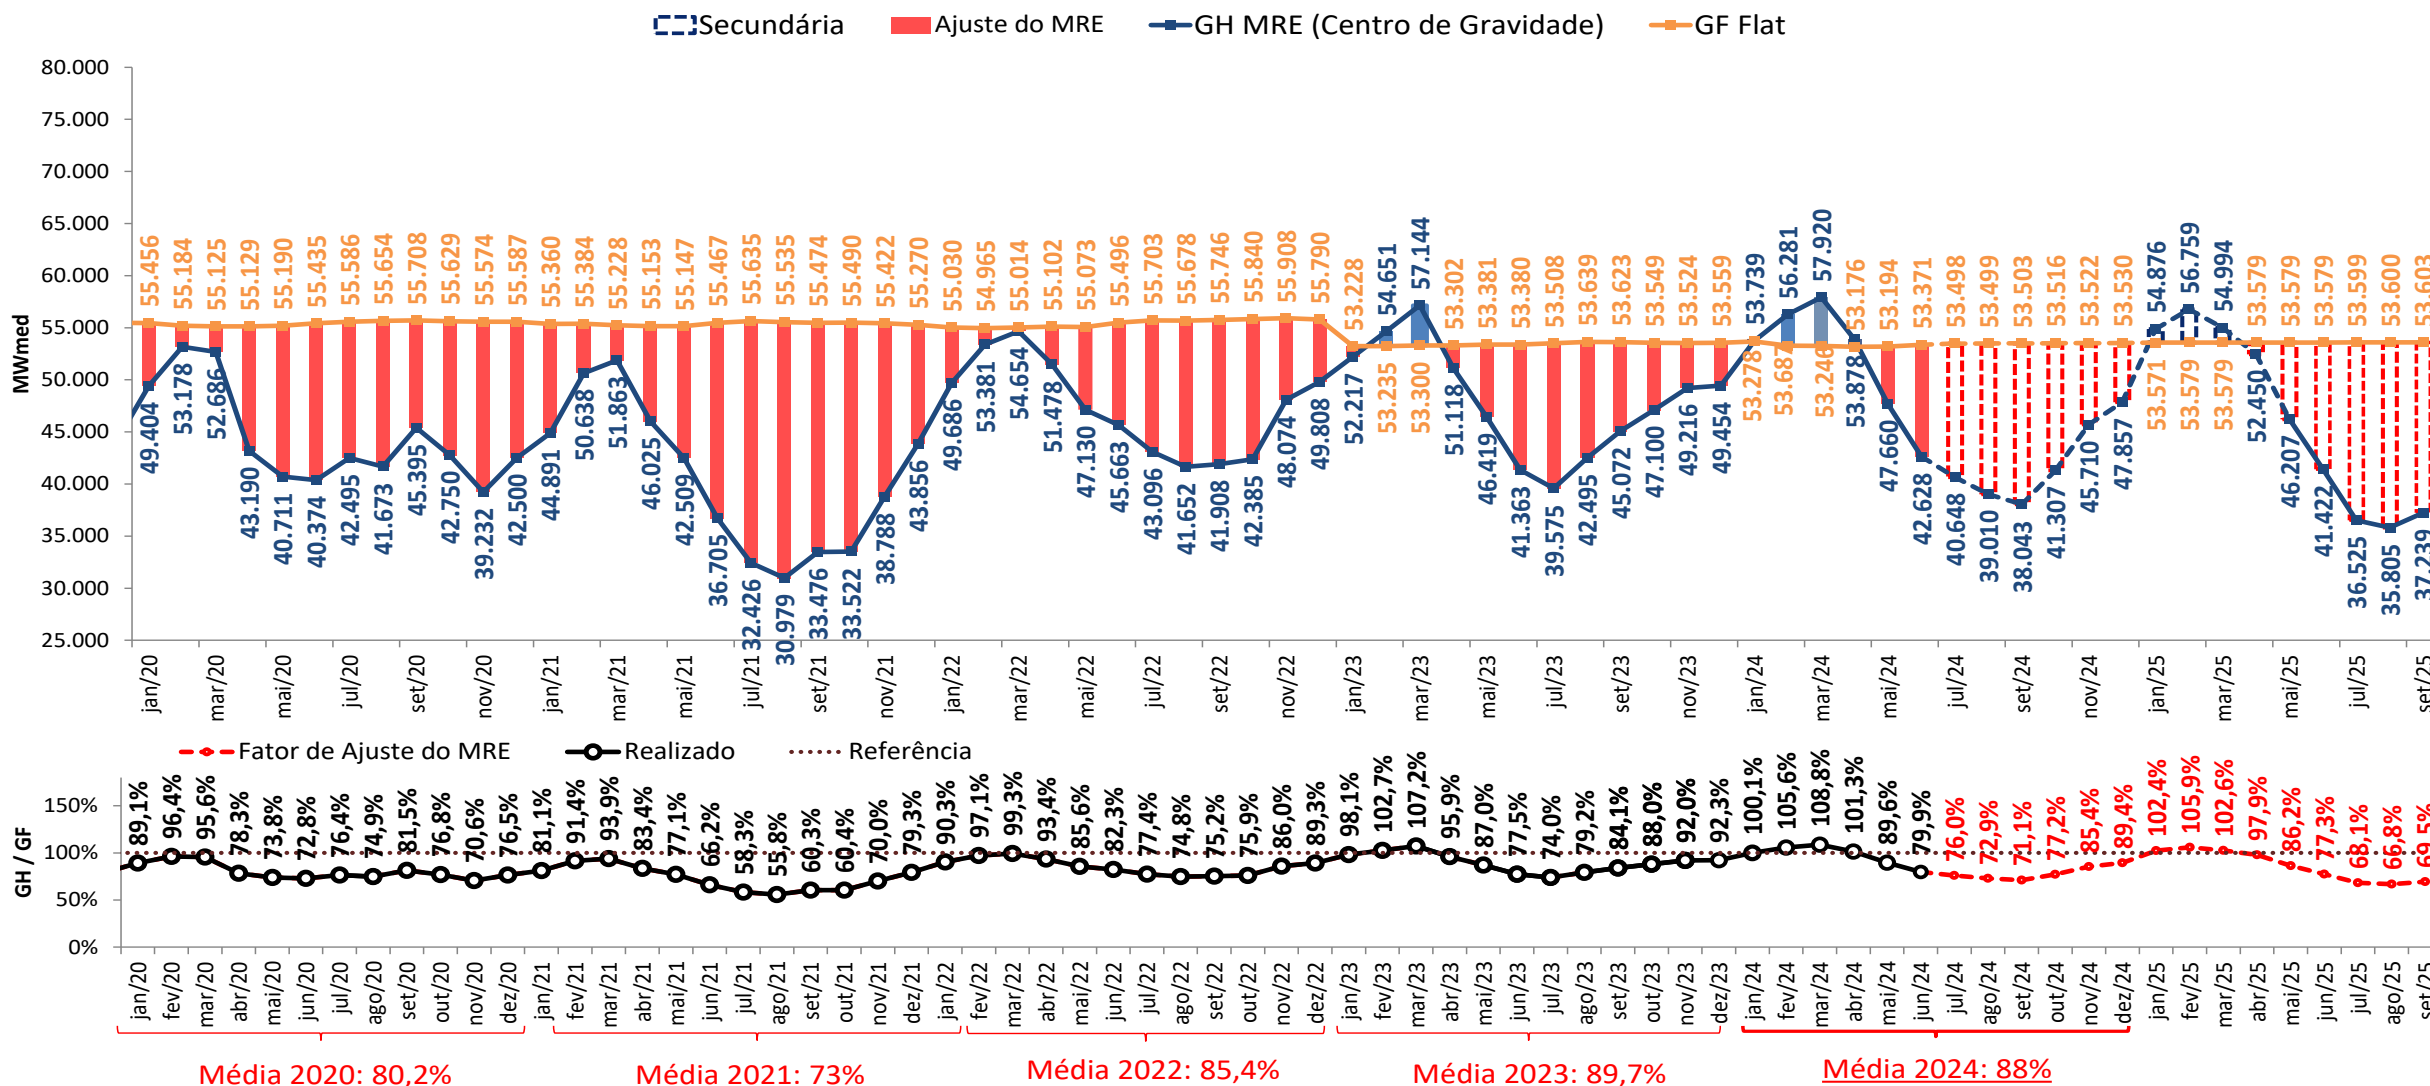 Secundária Ajuste do MRE GH MRE (Centro de Gravidade) GF Flat
MWmed
80.000
75.000
70.000
65.000
60.000
55.000
50.000
45.000
40.000
35.000
30.000
25.000
55.456 55.184 55.125 55.129 55.190 55.435 55.586 55.654 55.708 55.629 55.574 55.587 55.360 55.384 55.228 55.153 55.147 55.467 55.635 55.535 55.474 55.490 55.422 55.270 55.030 54.965 55.014 55.102 55.073 55.496 55.703 55.678 55.746 55.840 55.908 55.790 53.228 54.651 57.144 53.302 53.381 53.380 53.508 53.639 53.623 53.549 53.524 53.559 53.739 56.281 57.920 53.176 53.194 53.371 53.498 53.499 53.503 53.516 53.522 53.530 54.876 56.759 54.994 53.579 53.579 53.579 53.599 53.600 53.603
49.404 53.178 52.686 43.190 40.711 40.374 42.495 41.673 45.395 42.750 39.232 42.500 44.891 50.638 51.863 46.025 42.509 36.705 32.426 30.979 33.476 33.522 38.788 43.856 49.686 53.381 54.654 51.478 47.130 45.663 43.096 41.652 41.908 42.385 48.074 49.808 52.217 53.235 53.300 51.118 46.419 41.363 39.575 42.495 45.072 47.100 49.216 49.454 53.278 53.687 53.246 53.878 47.660 42.628 40.648 39.010 38.043 41.307 45.710 47.857 53.571 53.579 53.579 52.450 46.207 41.422 36.525 35.805 37.239
jan/20 mar/20 mai/20 jul/20 set/20 nov/20 jan/21 mar/21 mai/21 jul/21 set/21 nov/21 jan/22 mar/22 mai/22 jul/22 set/22 nov/22 jan/23 mar/23 mai/23 jul/23 set/23 nov/23 jan/24 mar/24 mai/24 jul/24 set/24 nov/24 jan/25 mar/25 mai/25 jul/25 set/25
Fator de Ajuste do MRE Realizado Referência
GH / GF
150%
100%
50%
0%
89,1% 96,4% 95,6% 78,3% 73,8% 72,8% 76,4% 74,9% 81,5% 76,8% 70,6% 76,5% 81,1% 91,4% 93,9% 83,4% 77,1% 66,2% 58,3% 55,8% 60,3% 60,4% 70,0% 79,3% 90,3% 97,1% 99,3% 93,4% 85,6% 82,3% 77,4% 74,8% 75,2% 75,9% 86,0% 89,3% 98,1% 102,7% 107,2% 95,9% 87,0% 77,5% 74,0% 79,2% 84,1% 88,0% 92,0% 92,3% 100,1% 105,6% 108,8% 101,3% 89,6% 79,9% 76,0% 72,9% 71,1% 77,2% 85,4% 89,4% 102,4% 105,9% 102,6% 97,9% 86,2% 77,3% 68,1% 66,8% 69,5%
jan/20 fev/20 mar/20 abr/20 mai/20 jun/20 jul/20 ago/20 set/20 out/20 nov/20 dez/20 jan/21 fev/21 mar/21 abr/21 mai/21 jun/21 jul/21 ago/21 set/21 out/21 nov/21 dez/21 jan/22 fev/22 mar/22 abr/22 mai/22 jun/22 jul/22 ago/22 set/22 out/22 nov/22 dez/22 jan/23 fev/23 mar/23 abr/23 mai/23 jun/23 jul/23 ago/23 set/23 out/23 nov/23 dez/23 jan/24 fev/24 mar/24 abr/24 mai/24 jun/24 jul/24 ago/24 set/24 out/24 nov/24 dez/24 jan/25 fev/25 mar/25 abr/25 mai/25 jun/25 jul/25 ago/25 set/25
Média 2020: 80,2% Média 2021: 73% Média 2022: 85,4% Média 2023: 89,7% Média 2024: 88%